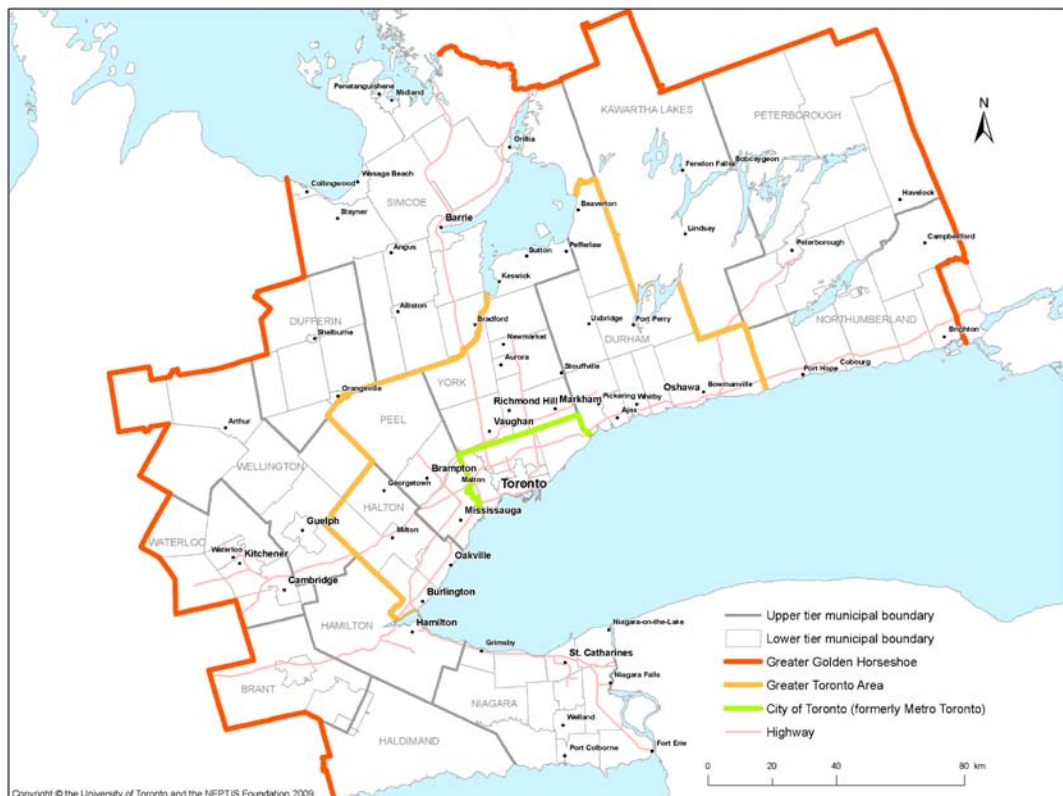 Penetanguishene
Midland
Orillia
KAWARTHA LAKES
PETERBOROUGH
N
Fenelon Falls
Bobcaygeon
Wasaga Beach
Collingwood
SIMCOE
Stayner
Barrie
Beaverton
Havelock
Lindsay
Campbellford
Peterborough
Angus
Sutton
Pefferlaw
Keswick
Alliston
Bradford
Uxbridge
Port Perry
DUFFERIN
Shelburne
NORTHUMBERLAND
Brighton
Newmarket
DURHAM
Aurora
Stouffville
Cobourg
Port Hope
Orangeville
YORK
Oshawa
Bowmanville
Richmond Hill
Markham
Pickering
Whitby
Ajax
Arthur
PEEL
Vaughan
WELLINGTON
Brampton
Malton
Toronto
Georgetown
HALTON
Mississauga
Guelph
Milton
WATERLOO
Waterloo
Kitchener
Oakville
Cambridge
Burlington
HAMILTON
Hamilton
Grimsby
Niagara-on-the-Lake
St. Catharines
Niagara Falls
BRANT
NIAGARA
Welland
HALDIMAND
Port Colborne
Fort Erie
Upper tier municipal boundary
Lower tier municipal boundary
Greater Golden Horseshoe
Greater Toronto Area
City of Toronto (formerly Metro Toronto)
Highway
0 20 40 80 km
Copyright © the University of Toronto and the NEPTIS Foundation 2009